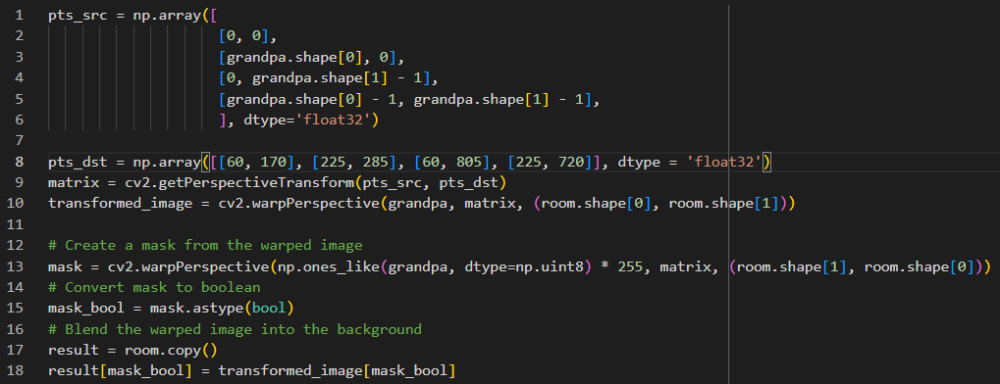 1 pts_src = np.array([
2 [0, 0],
3 [grandpa.shape[0], 0],
4 [0, grandpa.shape[1] - 1],
5 [grandpa.shape[0] - 1, grandpa.shape[1] - 1],
6 ], dtype='float32')
7
8 pts_dst = np.array([[60, 170], [225, 285], [60, 805], [225, 720]], dtype = 'float32')
9 matrix = cv2.getPerspectiveTransform(pts_src, pts_dst)
10 transformed_image = cv2.warpPerspective(grandpa, matrix, (room.shape[0], room.shape[1]))
11
12 # Create a mask from the warped image
13 mask = cv2.warpPerspective(np.ones_like(grandpa, dtype=np.uint8) * 255, matrix, (room.shape[1], room.shape[0]))
14 # Convert mask to boolean
15 mask_bool = mask.astype(bool)
16 # Blend the warped image into the background
17 result = room.copy()
18 result[mask_bool] = transformed_image[mask_bool]